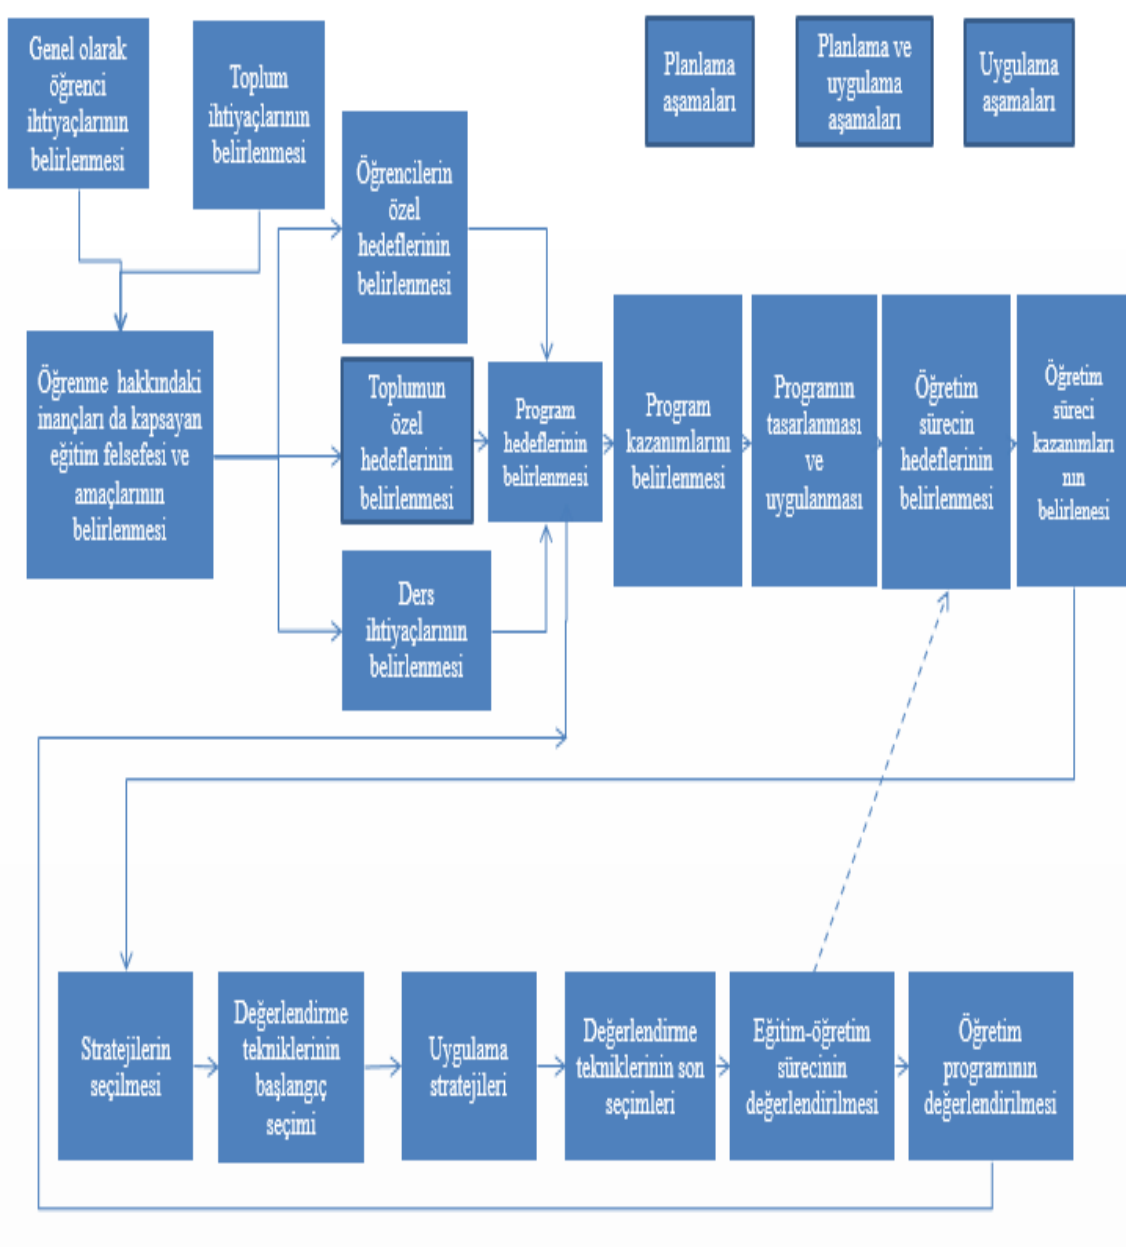 Genel olarak
öğrenci
ihtiyaçlarının
belirlenmesi
Toplum
ihtiyaçlarının
belirlenmesi
Planlama
aşamaları
Planlama ve
uygulama
aşamaları
Uygulama
aşamaları
Öğrencilerin
özel
hedeflerinin
belirlenmesi
Öğrenme hakkındaki
inançları da kapsayan
eğitim felsefesi ve
amaçlarının
belirlenmesi
Toplumun
özel
hedeflerinin
belirlenmesi
Ders
ihtiyaçlarının
belirlenmesi
Program
hedeflerinin
belirlenmesi
Program
kazanımlarını
belirlenmesi
Programın
tasarlanması
ve
uygulanması
Öğretim
sürecin
hedeflerinin
belirlenmesi
Öğretim
süreci
kazanımları
nın
belirlenesi
Stratejilerin
seçilmesi
Değerlendirme
tekniklerinin
başlangıç
seçimi
Uygulama
stratejileri
Değerlendirme
tekniklerinin son
seçimleri
Eğitim-öğretim
sürecinin
değerlendirilmesi
Öğretim
programının
değerlendirilmesi